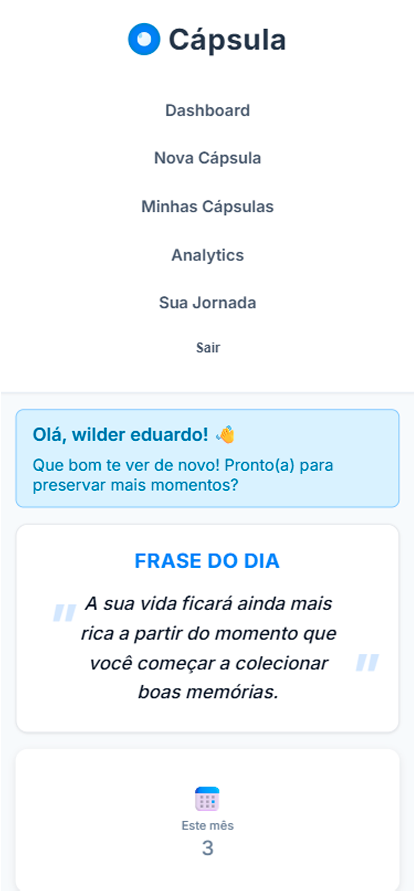 Cápsula
Dashboard
Nova Cápsula
Minhas Cápsulas
Analytics
Sua Jornada
Sair
Olá, wilder eduardo! 👋
Que bom te ver de novo! Pronto(a) para
preservar mais momentos?
FRASE DO DIA
" A sua vida ficará ainda mais
rica a partir do momento que
você começar a colecionar "
boas memórias.
Este mês
3